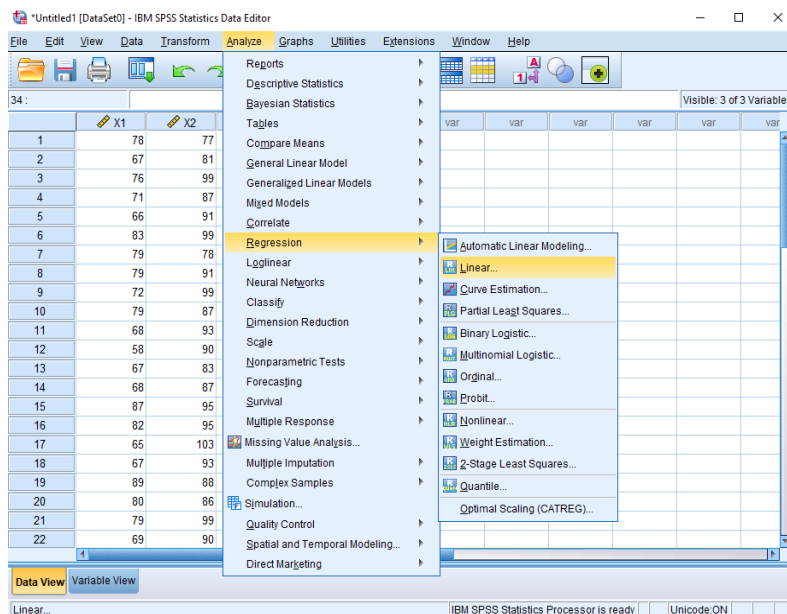 *Untitled1 [DataSet0] - IBM SPSS Statistics Data Editor
File Edit View Data Transform Analyze Graphs Utilities Extensions Window Help
34 :
Visible: 3 of 3 Variable
X1 X2 var var var var var var
1 78 77
2 67 81
3 76 99
4 71 87
5 66 91
6 83 99
7 79 78
8 79 91
9 72 99
10 79 87
11 68 93
12 58 90
13 67 83
14 68 87
15 87 95
16 82 95
17 65 103
18 67 93
19 89 88
20 80 86
21 79 99
22 69 90
Reports
Descriptive Statistics
Bayesian Statistics
Tables
Compare Means
General Linear Model
Generalized Linear Models
Mixed Models
Correlate
Regression
Loglinear
Neural Networks
Classify
Dimension Reduction
Scale
Nonparametric Tests
Forecasting
Survival
Multiple Response
Missing Value Analysis...
Multiple Imputation
Complex Samples
Simulation...
Quality Control
Spatial and Temporal Modeling...
Direct Marketing
Automatic Linear Modeling...
Linear...
Curve Estimation...
Partial Least Squares...
Binary Logistic...
Multinomial Logistic...
Ordinal...
Probit...
Nonlinear...
Weight Estimation...
2-Stage Least Squares...
Quantile...
Optimal Scaling (CATREG)...
Data View Variable View
Linear...
IBM SPSS Statistics Processor is ready
Unicode:ON